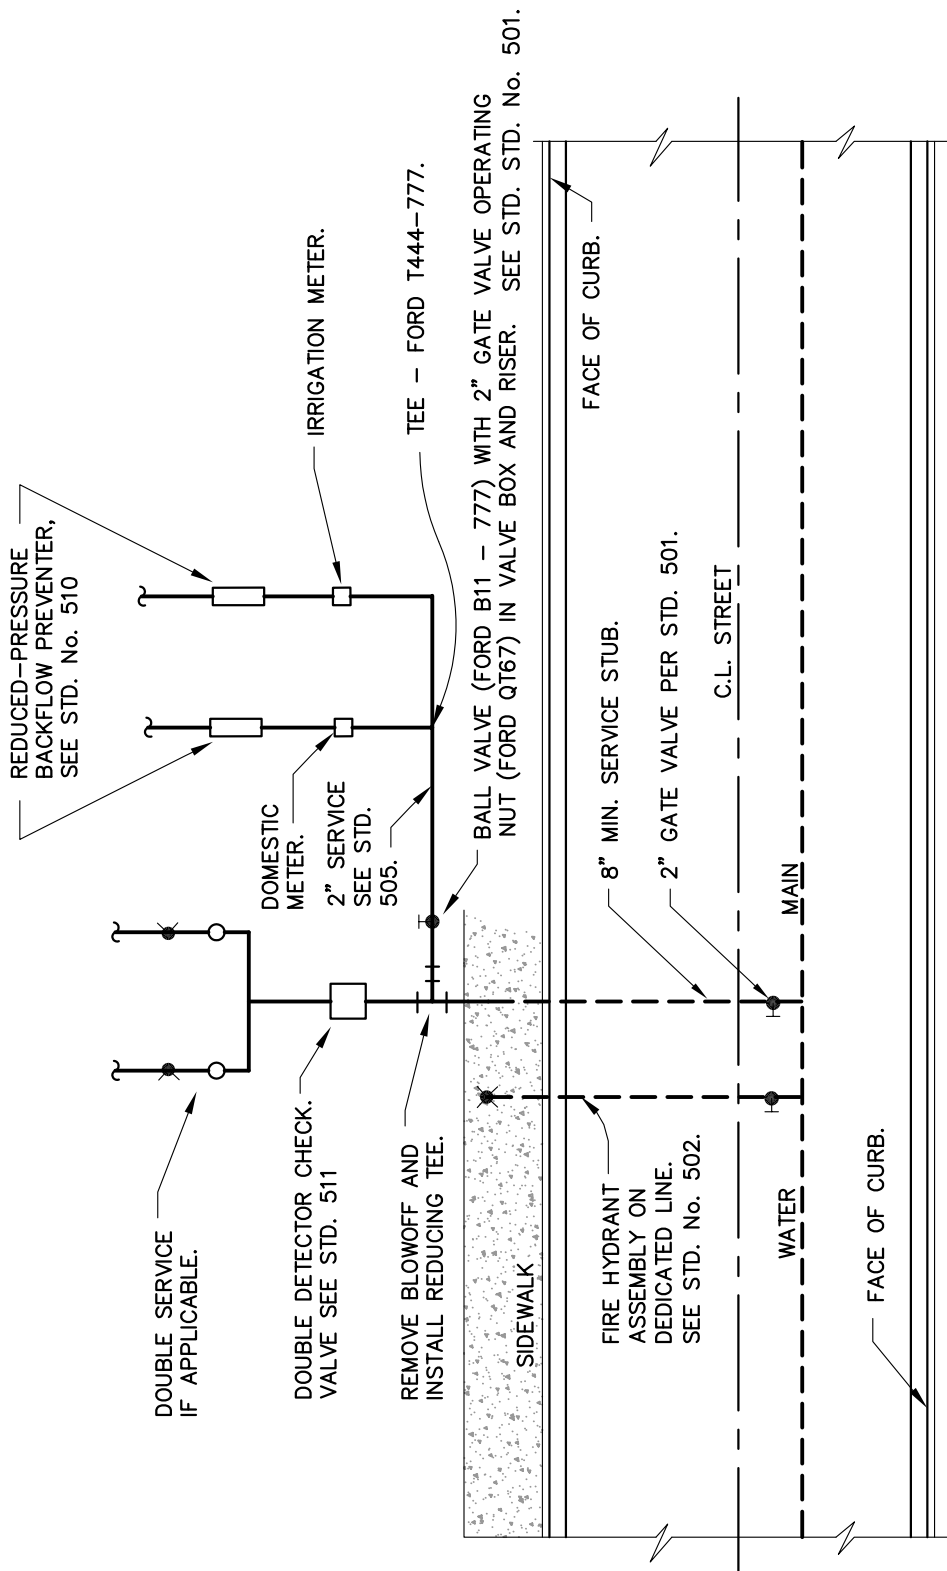 REDUCED-PRESSURE
BACKFLOW PREVENTER,
SEE STD. No. 510
DOUBLE SERVICE
IF APPLICABLE.
DOMESTIC
METER.
IRRIGATION METER.
DOUBLE DETECTOR CHECK.
VALVE SEE STD. 511
2" SERVICE
SEE STD.
505.
REMOVE BLOWOFF AND
INSTALL REDUCING TEE.
TEE - FORD T444-777.
BALL VALVE (FORD B11 - 777) WITH 2" GATE VALVE OPERATING
NUT (FORD QT67) IN VALVE BOX AND RISER. SEE STD. STD. No. 501.
SIDEWALK
FACE OF CURB.
FIRE HYDRANT
ASSEMBLY ON
DEDICATED LINE.
SEE STD. No. 502.
8" MIN. SERVICE STUB.
2" GATE VALVE PER STD. 501.
C.L. STREET
WATER
MAIN
FACE OF CURB.